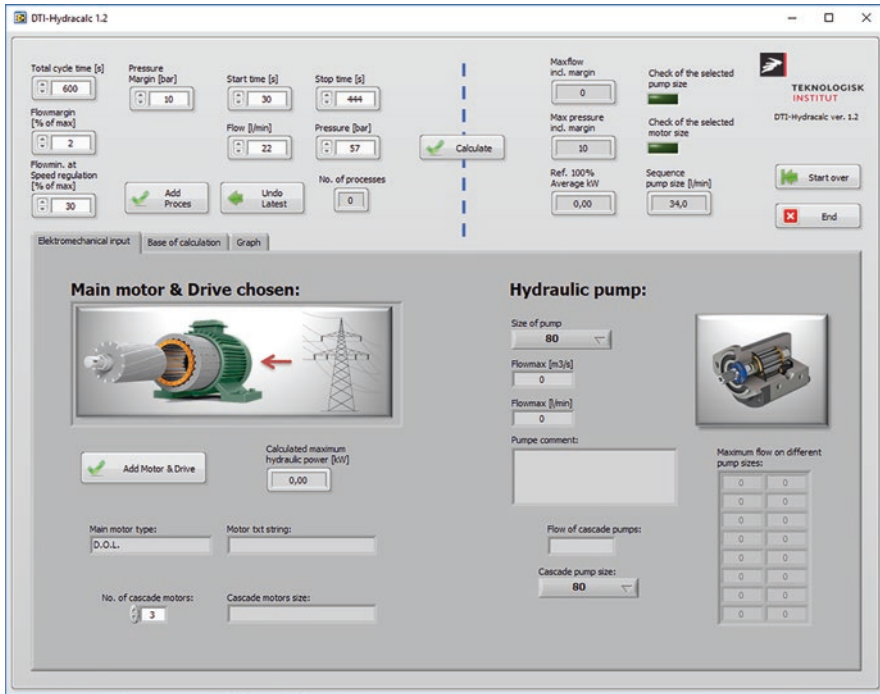 DTI-Hydracalc 1.2
Total cycle time [s]
600
Pressure
Margin [bar]
10
Start time [s]
30
Stop time [s]
444
Flowmargin
[% of max]
2
Flow [l/min]
22
Pressure [bar]
57
Flowmin. at
Speed regulation
[% of max]
30
Add
Proces
Undo
Latest
No. of processes
0
Calculate
Maxflow
incl. margin
0
Check of the selected
pump size
Max pressure
incl. margin
10
Check of the selected
motor size
Ref. 100%
Average kW
0,00
Sequence
pump size [l/min]
34,0
TEKNOLOGISK
INSTITUT
DTI-Hydracalc ver. 1.2
Start over
End
Elektromechanical input
Base of calculation
Graph
Main motor & Drive chosen:
Add Motor & Drive
Calculated maximum
hydraulic power [kW]
0,00
Main motor type:
D.O.L.
Motor txt string:
No. of cascade motors:
3
Cascade motors size:
Hydraulic pump:
Size of pump
80
Flowmax [m3/s]
0
Flowmax [l/min]
0
Pumpe comment:
Flow of cascade pumps:
Cascade pump size:
80
Maximum flow on different
pump sizes:
0 0
0 0
0 0
0 0
0 0
0 0
0 0
0 0